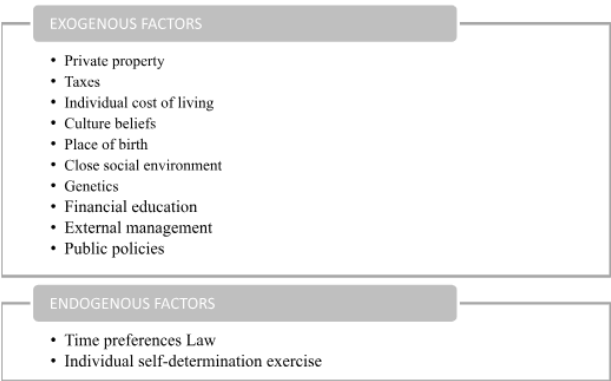 EXOGENOUS FACTORS
• Private property
• Taxes
• Individual cost of living
• Culture beliefs
• Place of birth
• Close social environment
• Genetics
• Financial education
• External management
• Public policies
ENDOGENOUS FACTORS
• Time preferences Law
• Individual self-determination exercise